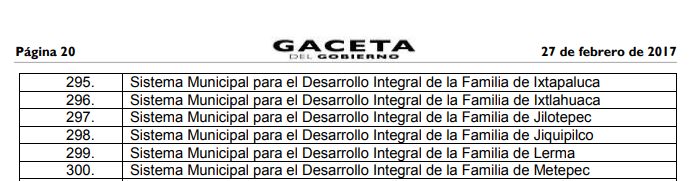 Página 20
GACETA
DEL GOBIERNO
27 de febrero de 2017
295. Sistema Municipal para el Desarrollo Integral de la Familia de Ixtapaluca
296. Sistema Municipal para el Desarrollo Integral de la Familia de Ixtlahuaca
297. Sistema Municipal para el Desarrollo Integral de la Familia de Jilotepec
298. Sistema Municipal para el Desarrollo Integral de la Familia de Jiquipilco
299. Sistema Municipal para el Desarrollo Integral de la Familia de Lerma
300. Sistema Municipal para el Desarrollo Integral de la Familia de Metepec